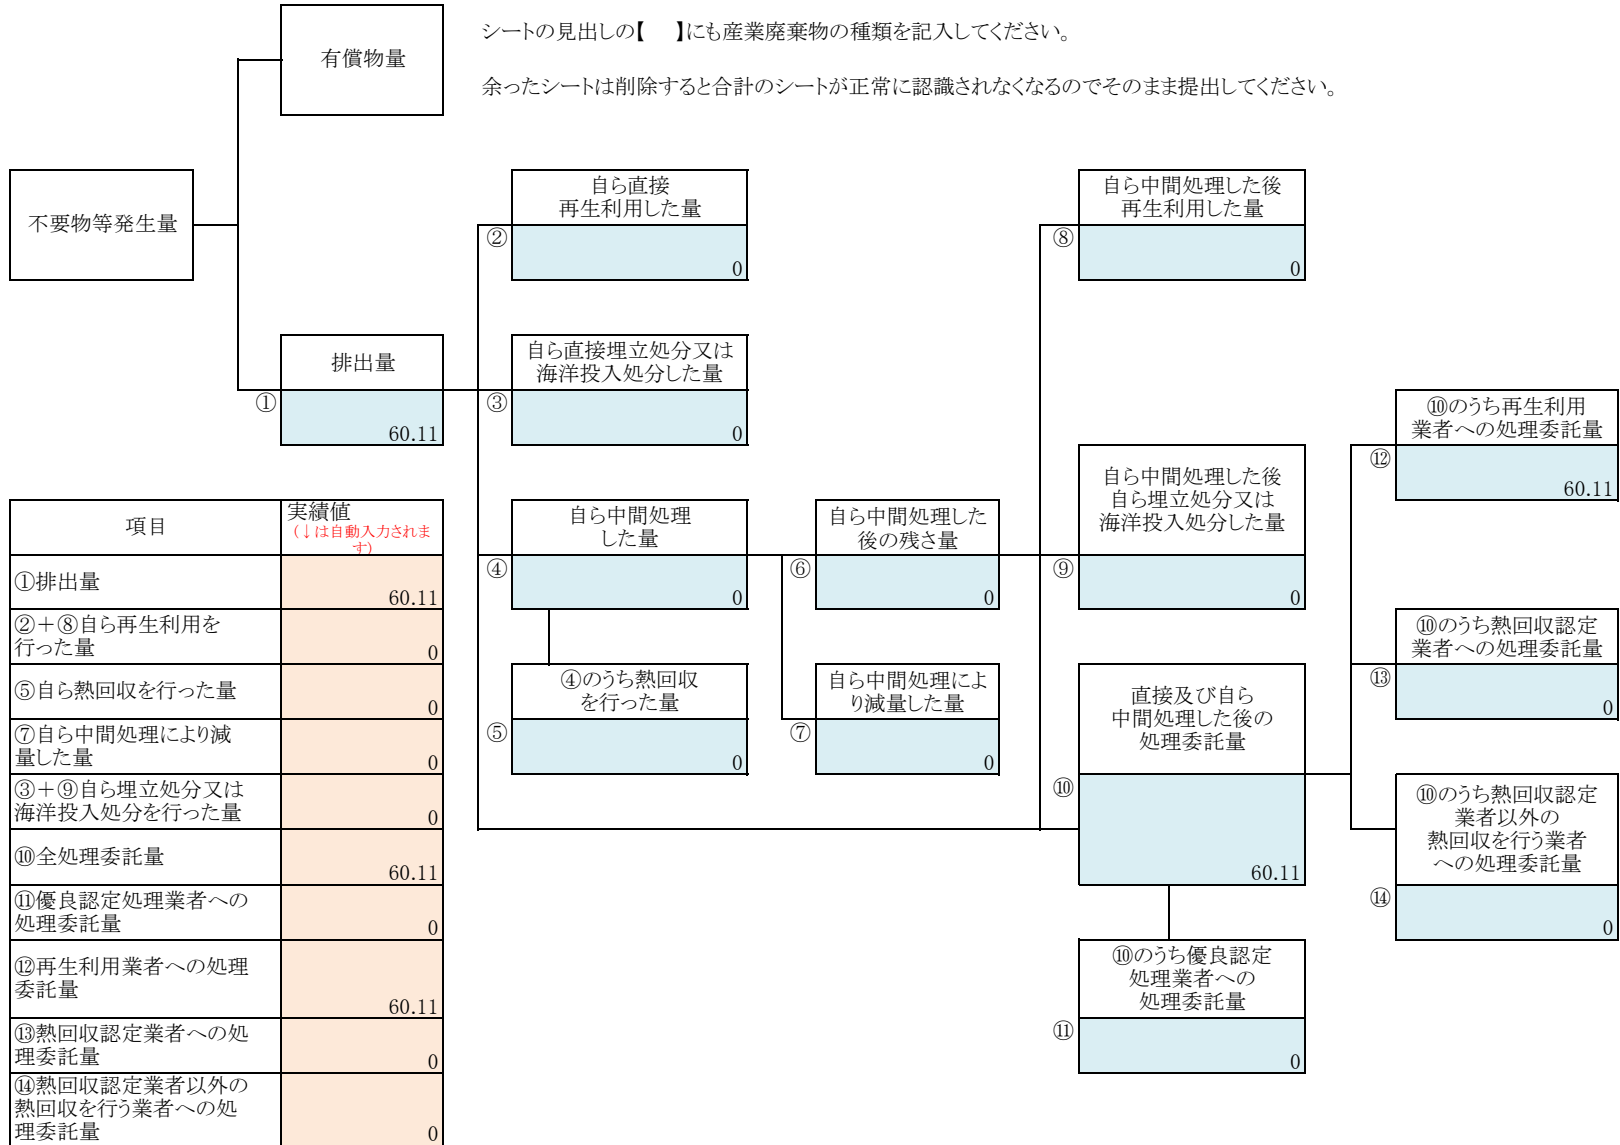 有償物量
シートの見出しの【　】にも産業廃棄物の種類を記入してください。
余ったシートは削除すると合計のシートが正常に認識されなくなるのでそのまま提出してください。
不要物等発生量
自ら直接
再生利用した量
②
0
自ら中間処理した後
再生利用した量
⑧
0
排出量
①
60.11
自ら直接埋立処分又は
海洋投入処分した量
③
0
⑩のうち再生利用
業者への処理委託量
⑫
60.11
自ら中間処理
した量
④
0
自ら中間処理した
後の残さ量
⑥
0
自ら中間処理した後
自ら埋立処分又は
海洋投入処分した量
⑨
0
⑩のうち熱回収認定
業者への処理委託量
⑬
0
④のうち熱回収
を行った量
⑤
0
自ら中間処理によ
り減量した量
⑦
0
直接及び自ら
中間処理した後の
処理委託量
⑩
60.11
⑩のうち熱回収認定
業者以外の
熱回収を行う業者
への処理委託量
⑭
0
⑩のうち優良認定
処理業者への
処理委託量
⑪
0
項目
実績値
（↓は自動入力されま
す）
①排出量
60.11
②＋⑧自ら再生利用を
行った量
0
⑤自ら熱回収を行った量
0
⑦自ら中間処理により減
量した量
0
③＋⑨自ら埋立処分又は
海洋投入処分を行った量
0
⑩全処理委託量
60.11
⑪優良認定処理業者への
処理委託量
0
⑫再生利用業者への処理
委託量
60.11
⑬熱回収認定業者への処
理委託量
0
⑭熱回収認定業者以外の
熱回収を行う業者への処
理委託量
0